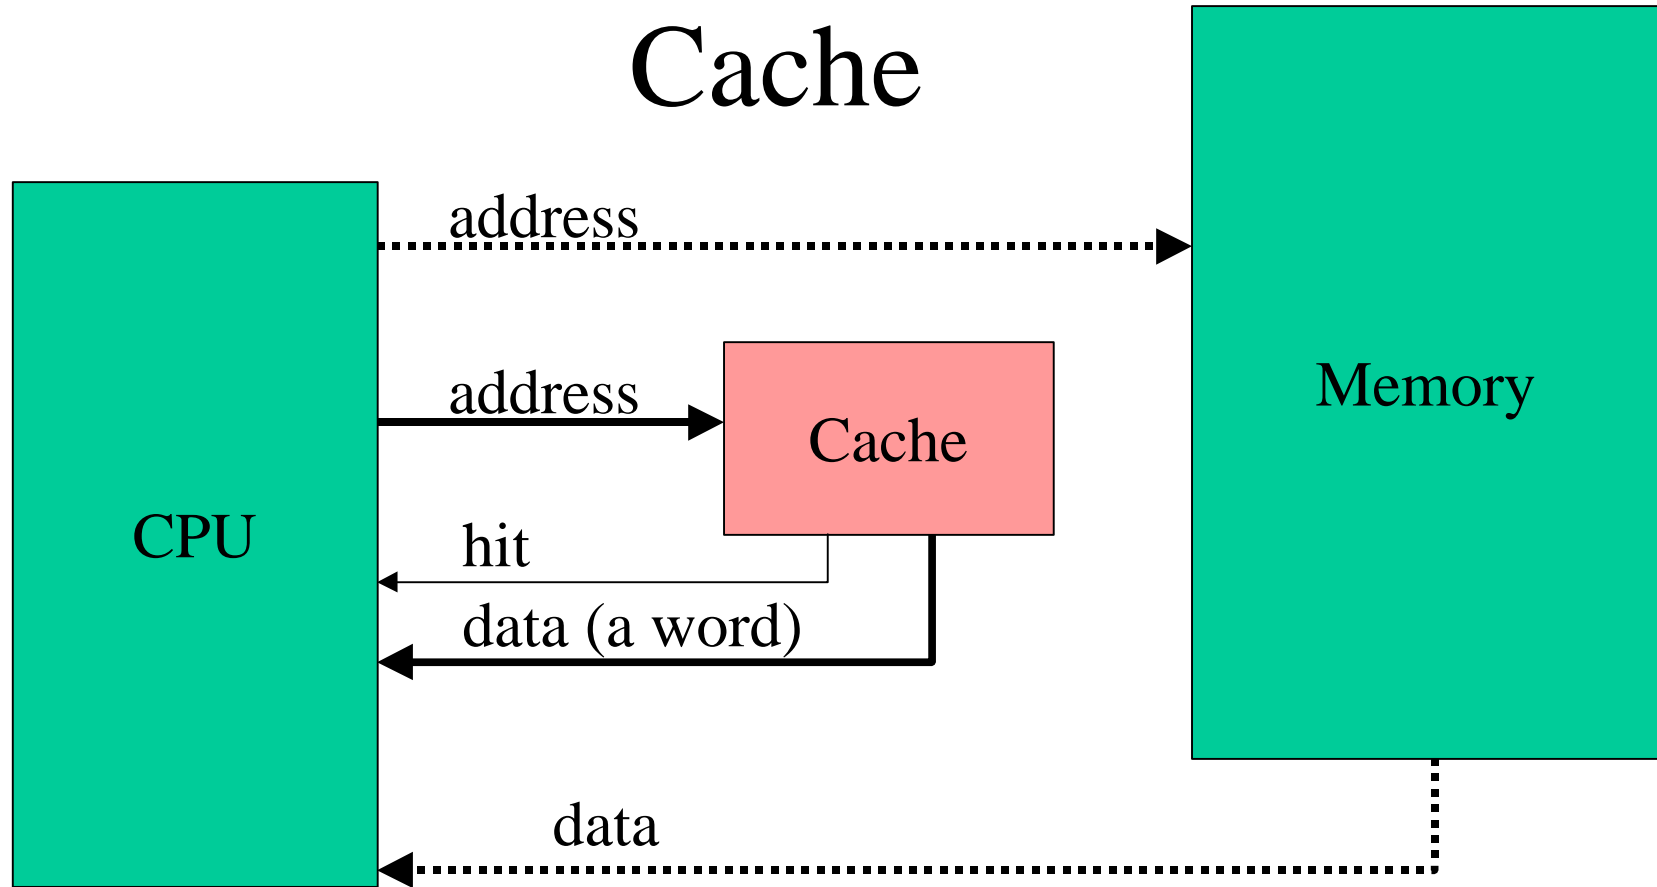 Cache
address
address
Cache
Memory
CPU
hit
data (a word)
data